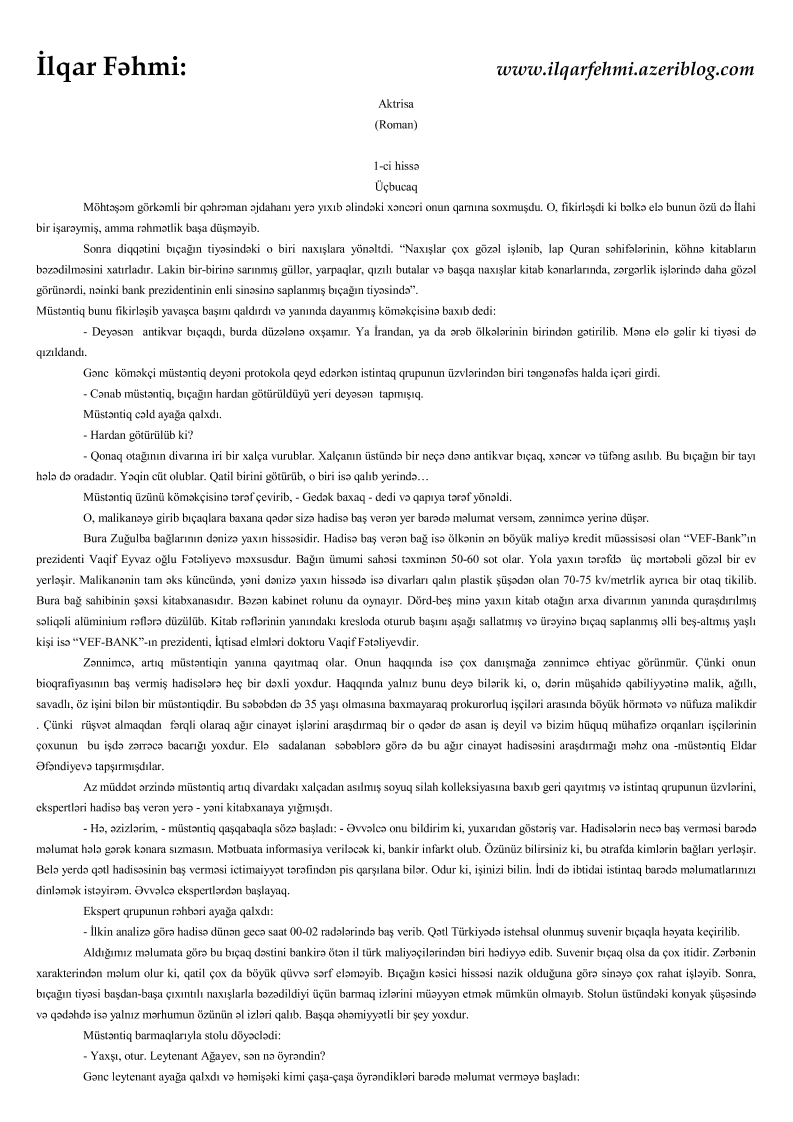 İlqar Fəhmi: www.ilqarfehmi.azeriblog.com
Aktrisa
(Roman)
1-ci hissə
Üçbucaq
Möhtəşəm görkəmli bir qəhrəman əjdahanı yerə yıxıb əlindəki xəncəri onun qarnına soxmuşdu. O, fikirləşdi ki bəlkə elə bunun özü də İlahi
bir işarəymiş, amma rəhmətlik başa düşməyib.
Sonra diqqətini bıçağın tiyəsindəki o biri naxışlara yönəltdi. “Naxışlar çox gözəl işlənib, lap Quran səhifələrinin, köhnə kitabların
bəzədilməsini xatırladır. Lakin bir-birinə sarınmış güllər, yarpaqlar, qızılı butalar və başqa naxışlar kitab kənarlarında, zərgərlik işlərində daha gözəl
görünərdi, nəinki bank prezidentinin enli sinəsinə saplanmış bıçağın tiyəsində”.
Müstəntiq bunu fikirləşib yavaşca başını qaldırdı və yanında dayanmış köməkçisinə baxıb dedi:
- Deyəsən antikvar bıçaqdı, burda düzələnə oxşamır. Ya İrandan, ya da ərəb ölkələrinin birindən gətirilib. Mənə elə gəlir ki tiyəsi də
qızıldandı.
Gənc köməkçi müstəntiq deyəni protokola qeyd edərkən istintaq qrupunun üzvlərindən biri təngənəfəs halda içəri girdi.
- Cənab müstəntiq, bıçağın hardan götürüldüyü yeri deyəsən tapmışıq.
Müstəntiq cəld ayağa qalxdı.
- Hardan götürülüb ki?
- Qonaq otağının divarına iri bir xalça vurublar. Xalçanın üstündə bir neçə dənə antikvar bıçaq, xəncər və tüfəng asılıb. Bu bıçağın bir tayı
hələ də oradadır. Yəqin cüt olublar. Qatil birini götürüb, o biri isə qalıb yerində…
Müstəntiq üzünü köməkçisinə tərəf çevirib, - Gedək baxaq - dedi və qapıya tərəf yönəldi.
O, malikanəyə girib bıçaqlara baxana qədər sizə hadisə baş verən yer barədə məlumat versəm, zənnimcə yerinə düşər.
Bura Zuğulba bağlarının dənizə yaxın hissəsidir. Hadisə baş verən bağ isə ölkənin ən böyük maliyə kredit müəssisəsi olan “VEF-Bank”ın
prezidenti Vaqif Eyvaz oğlu Fətəliyevə məxsusdur. Bağın ümumi sahəsi təxminən 50-60 sot olar. Yola yaxın tərəfdə üç mərtəbəli gözəl bir ev
yerləşir. Malikanənin tam əks küncündə, yəni dənizə yaxın hissədə isə divarları qalın plastik şüşədən olan 70-75 kv/metrlik ayrıca bir otaq tikilib.
Bura bağ sahibinin şəxsi kitabxanasıdır. Bəzən kabinet rolunu da oynayır. Dörd-beş minə yaxın kitab otağın arxa divarının yanında quraşdırılmış
səliqəli alüminium rəflərə düzülüb. Kitab rəflərinin yanındakı kresloda oturub başını aşağı sallatmış və ürəyinə bıçaq saplanmış əlli beş-altmış yaşlı
kişi isə “VEF-BANK”-ın prezidenti, İqtisad elmləri doktoru Vaqif Fətəliyevdir.
Zənnimcə, artıq müstəntiqin yanına qayıtmaq olar. Onun haqqında isə çox danışmağa zənnimcə ehtiyac görünmür. Çünki onun
bioqrafiyasının baş vermiş hadisələrə heç bir dəxli yoxdur. Haqqında yalnız bunu deyə bilərik ki, o, dərin müşahidə qabiliyyətinə malik, ağıllı,
savadlı, öz işini bilən bir müstəntiqdir. Bu səbəbdən də 35 yaşı olmasına baxmayaraq prokurorluq işçiləri arasında böyük hörmətə və nüfuza malikdir
. Çünki rüşvət almaqdan fərqli olaraq ağır cinayət işlərini araşdırmaq bir o qədər də asan iş deyil və bizim hüquq mühafizə orqanları işçilərinin
çoxunun bu işdə zərrəcə bacarığı yoxdur. Elə sadalanan səbəblərə görə də bu ağır cinayət hadisəsini araşdırmağı məhz ona -müstəntiq Eldar
Əfəndiyevə tapşırmışdılar.
Az müddət ərzində müstəntiq artıq divardakı xalçadan asılmış soyuq silah kolleksiyasına baxıb geri qayıtmış və istintaq qrupunun üzvlərini,
ekspertləri hadisə baş verən yerə - yəni kitabxanaya yığmışdı.
- Hə, əzizlərim, - müstəntiq qaşqabaqla sözə başladı: - Əvvəlcə onu bildirim ki, yuxarıdan göstəriş var. Hadisələrin necə baş verməsi barədə
məlumat hələ gərək kənara sızmasın. Mətbuata informasiya veriləcək ki, bankir infarkt olub. Özünüz bilirsiniz ki, bu ətrafda kimlərin bağları yerləşir.
Belə yerdə qətl hadisəsinin baş verməsi ictimaiyyət tərəfindən pis qarşılana bilər. Odur ki, işinizi bilin. İndi də ibtidai istintaq barədə məlumatlarınızı
dinləmək istəyirəm. Əvvəlcə ekspertlərdən başlayaq.
Ekspert qrupunun rəhbəri ayağa qalxdı:
- İlkin analizə görə hadisə dünən gecə saat 00-02 radələrində baş verib. Qətl Türkiyədə istehsal olunmuş suvenir bıçaqla həyata keçirilib.
Aldığımız məlumata görə bu bıçaq dəstini bankirə ötən il türk maliyəçilərindən biri hədiyyə edib. Suvenir bıçaq olsa da çox itidir. Zərbənin
xarakterindən məlum olur ki, qatil çox da böyük qüvvə sərf eləməyib. Bıçağın kəsici hissəsi nazik olduğuna görə sinəyə çox rahat işləyib. Sonra,
bıçağın tiyəsi başdan-başa çıxıntılı naxışlarla bəzədildiyi üçün barmaq izlərini müəyyən etmək mümkün olmayıb. Stolun üstündəki konyak şüşəsində
və qədəhdə isə yalnız mərhumun özünün əl izləri qalıb. Başqa əhəmiyyətli bir şey yoxdur.
Müstəntiq barmaqlarıyla stolu döyəclədi:
- Yaxşı, otur. Leytenant Ağayev, sən nə öyrəndin?
Gənc leytenant ayağa qalxdı və həmişəki kimi çaşa-çaşa öyrəndikləri barədə məlumat verməyə başladı: